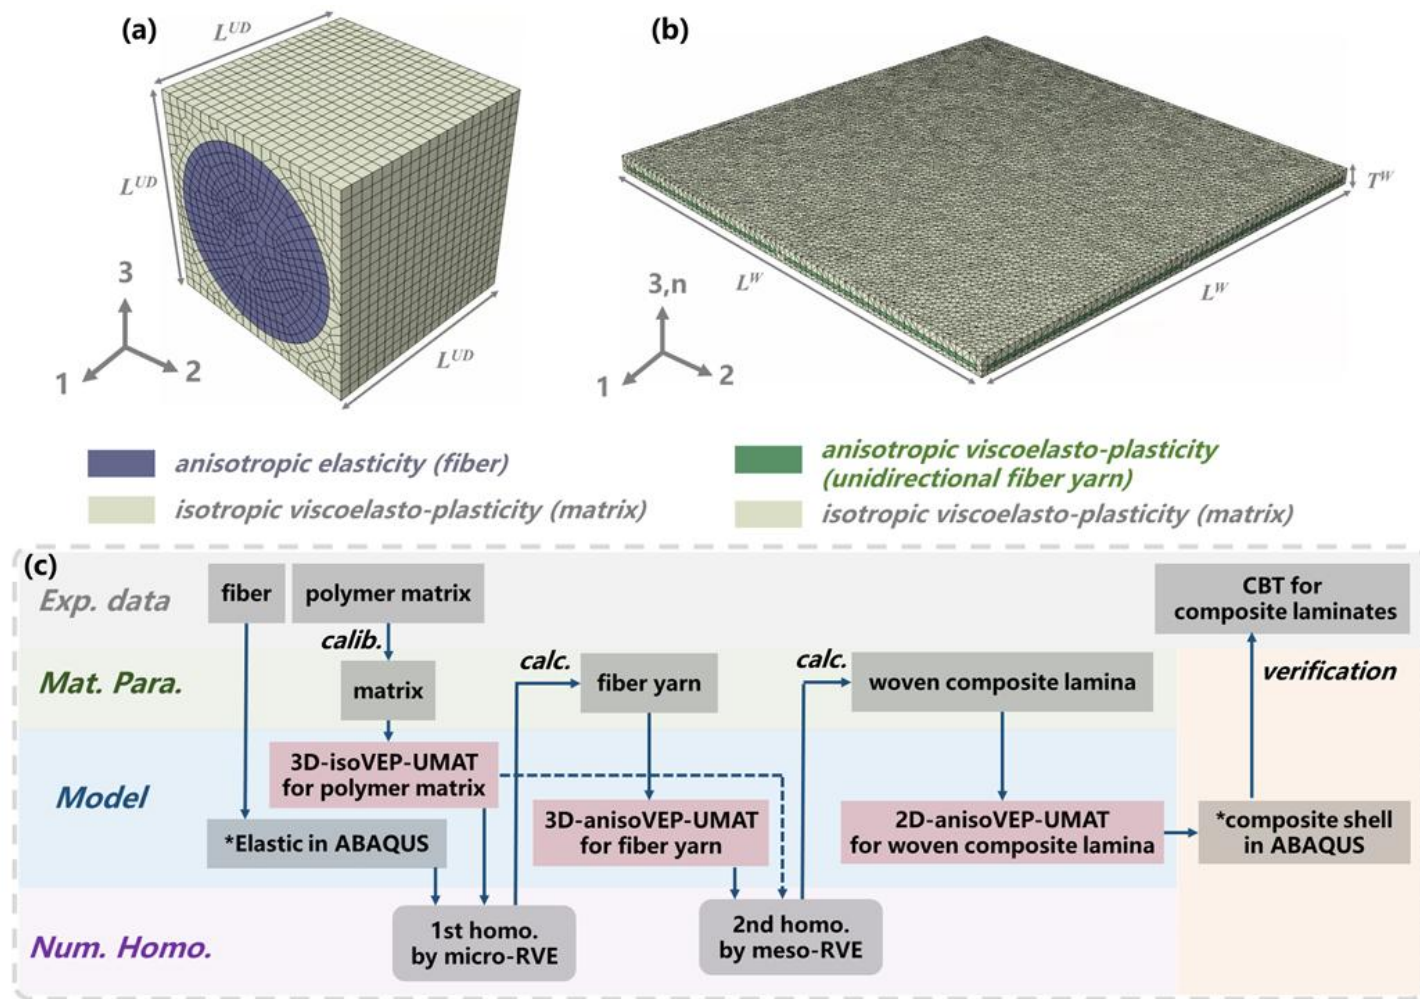 (a)
L^UD
L^UD
L^UD
3
1
2
(b)
T^W
L^W
L^W
3,n
1
2
anisotropic elasticity (fiber)
isotropic viscoelasto-plasticity (matrix)
anisotropic viscoelasto-plasticity
(unidirectional fiber yarn)
isotropic viscoelasto-plasticity (matrix)
(c)
Exp. data
fiber
polymer matrix
CBT for
composite laminates
calib.
Mat. Para.
matrix
calc.
fiber yarn
calc.
woven composite lamina
verification
Model
3D-isoVEP-UMAT
for polymer matrix
*Elastic in ABAQUS
3D-anisoVEP-UMAT
for fiber yarn
2D-anisoVEP-UMAT
for woven composite lamina
*composite shell
in ABAQUS
Num. Homo.
1st homo.
by micro-RVE
2nd homo.
by meso-RVE